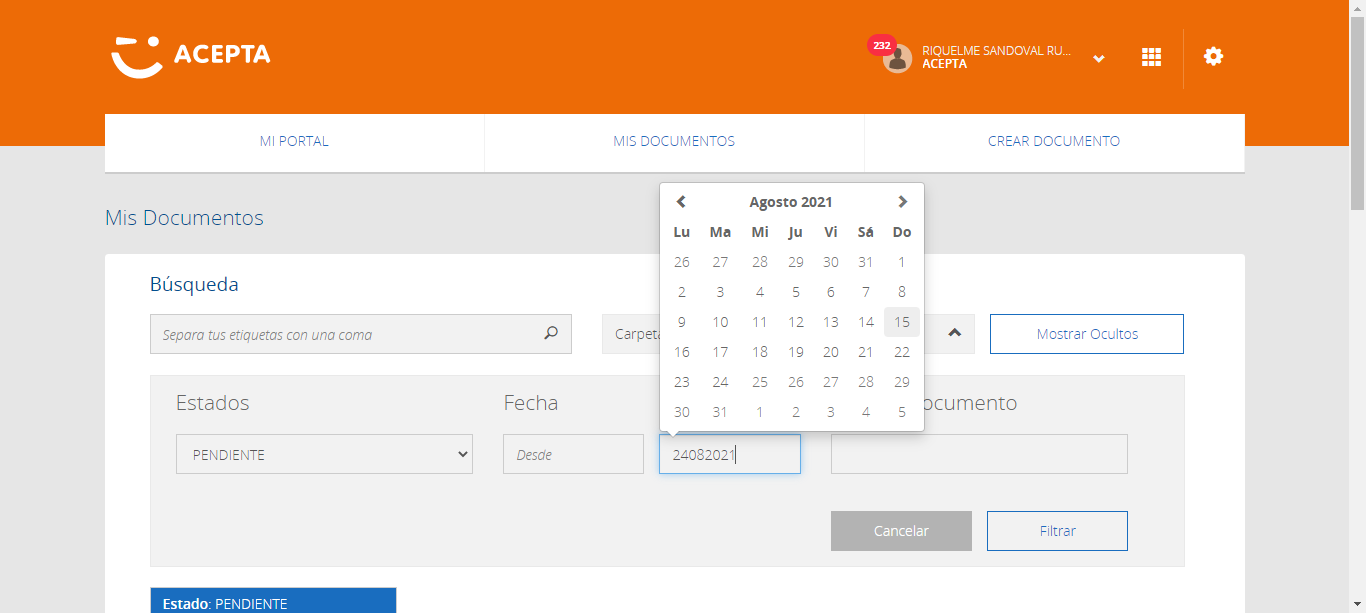 ACEPTA
232
RIQUELME SANDOVAL RU...
ACEPTA
MI PORTAL
MIS DOCUMENTOS
CREAR DOCUMENTO
Mis Documentos
Agosto 2021
Lu Ma Mi Ju Vi Sá Do
26 27 28 29 30 31 1
2 3 4 5 6 7 8
9 10 11 12 13 14 15
16 17 18 19 20 21 22
23 24 25 26 27 28 29
30 31 1 2 3 4 5
Búsqueda
Separa tus etiquetas con una coma
Carpeta
Mostrar Ocultos
Estados
Fecha
ocumento
PENDIENTE
Desde
24082021
Cancelar
Filtrar
Estado: PENDIENTE